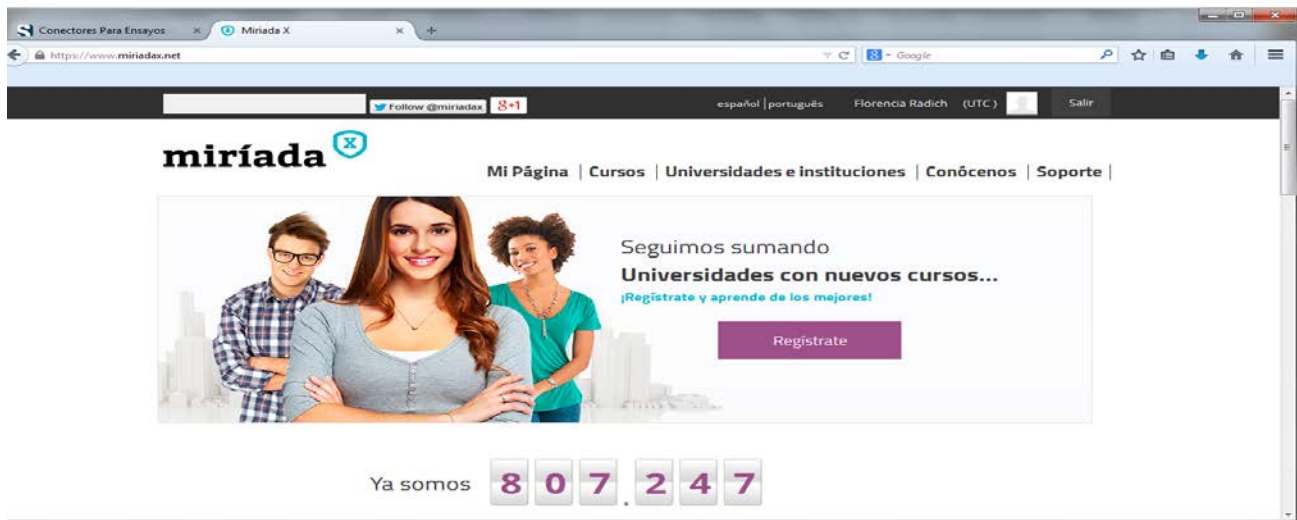 Conectores Para Ensayos
Miriada X
https://www.miriadax.net
Google
Follow @miriadax
8+1
español | português
Florencia Radich (UTC)
Salir
miríada X
Mi Página | Cursos | Universidades e instituciones | Conócenos | Soporte |
Seguimos sumando
Universidades con nuevos cursos...
¡Regístrate y aprende de los mejores!
Regístrate
Ya somos 807.247